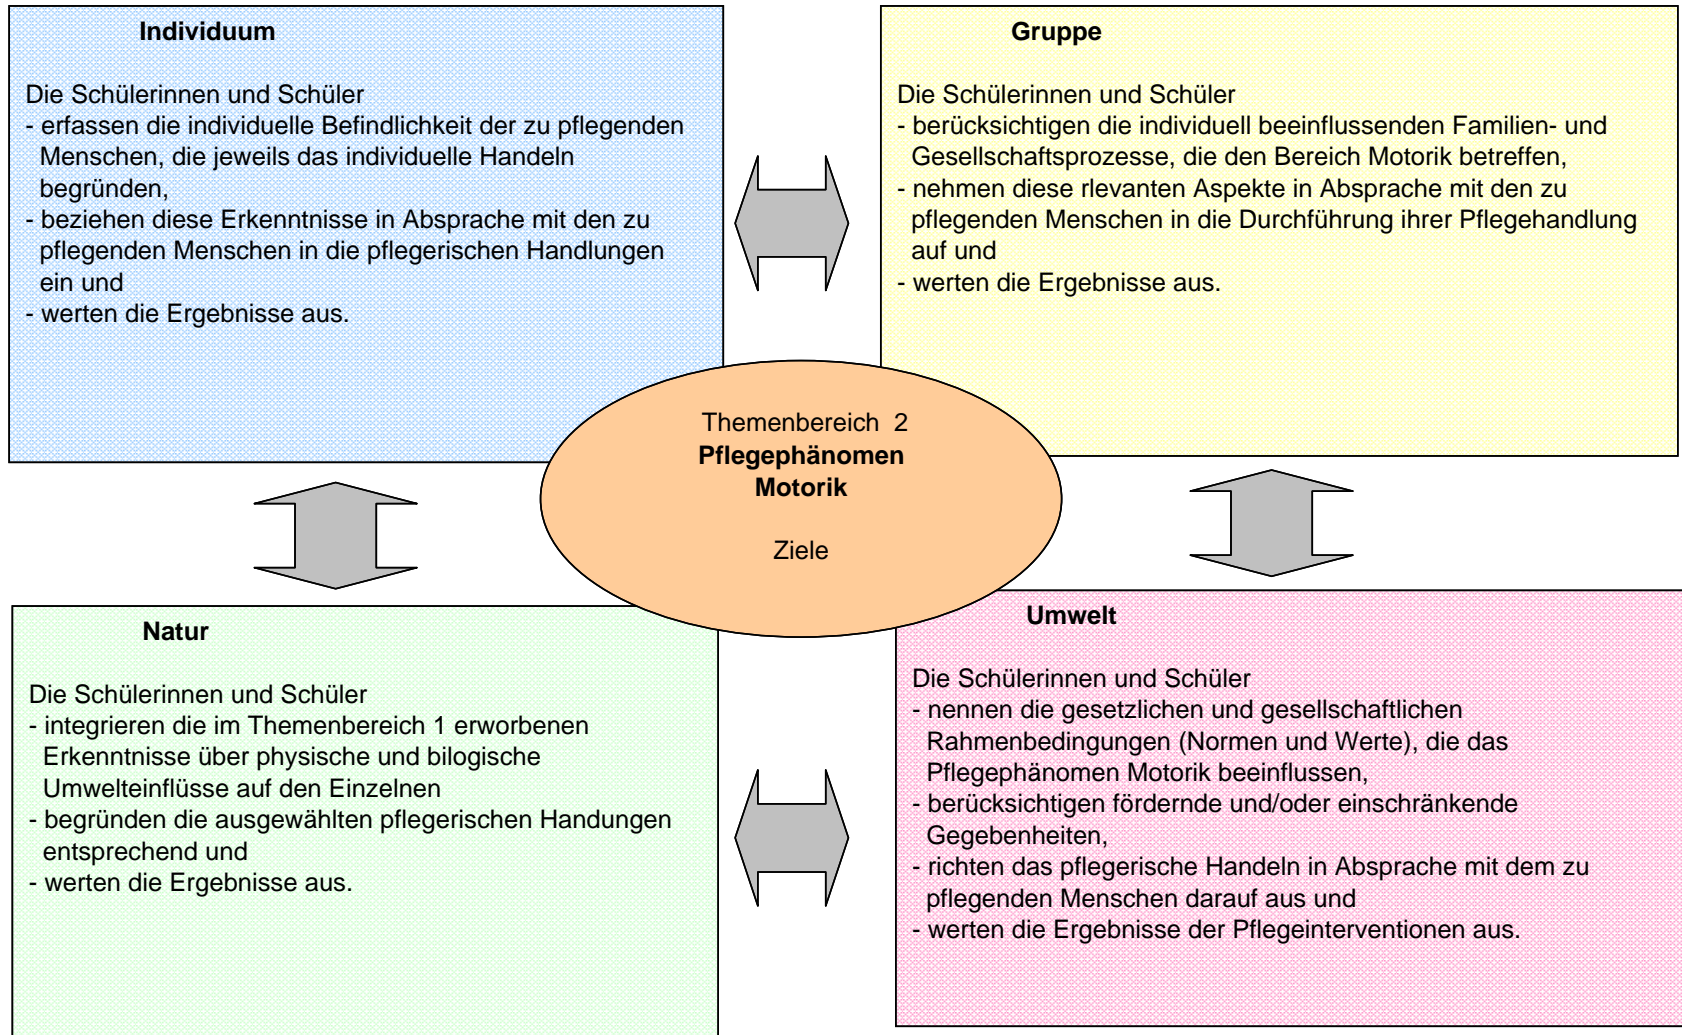 Individuum
Die Schülerinnen und Schüler
- erfassen die individuelle Befindlichkeit der zu pflegenden
Menschen, die jeweils das individuelle Handeln
begründen,
- beziehen diese Erkenntnisse in Absprache mit den zu
pflegenden Menschen in die pflegerischen Handlungen
ein und
- werten die Ergebnisse aus.
Gruppe
Die Schülerinnen und Schüler
- berücksichtigen die individuell beeinflussenden Familien- und
Gesellschaftsprozesse, die den Bereich Motorik betreffen,
- nehmen diese rlevanten Aspekte in Absprache mit den zu
pflegenden Menschen in die Durchführung ihrer Pflegehandlung
auf und
- werten die Ergebnisse aus.
Themenbereich 2
Pflegephänomen
Motorik
Ziele
Natur
Die Schülerinnen und Schüler
- integrieren die im Themenbereich 1 erworbenen
Erkenntnisse über physische und bilogische
Umwelteinflüsse auf den Einzelnen
- begründen die ausgewählten pflegerischen Handungen
entsprechend und
- werten die Ergebnisse aus.
Umwelt
Die Schülerinnen und Schüler
- nennen die gesetzlichen und gesellschaftlichen
Rahmenbedingungen (Normen und Werte), die das
Pflegephänomen Motorik beeinflussen,
- berücksichtigen fördernde und/oder einschränkende
Gegebenheiten,
- richten das pflegerische Handeln in Absprache mit dem zu
pflegenden Menschen darauf aus und
- werten die Ergebnisse der Pflegeinterventionen aus.